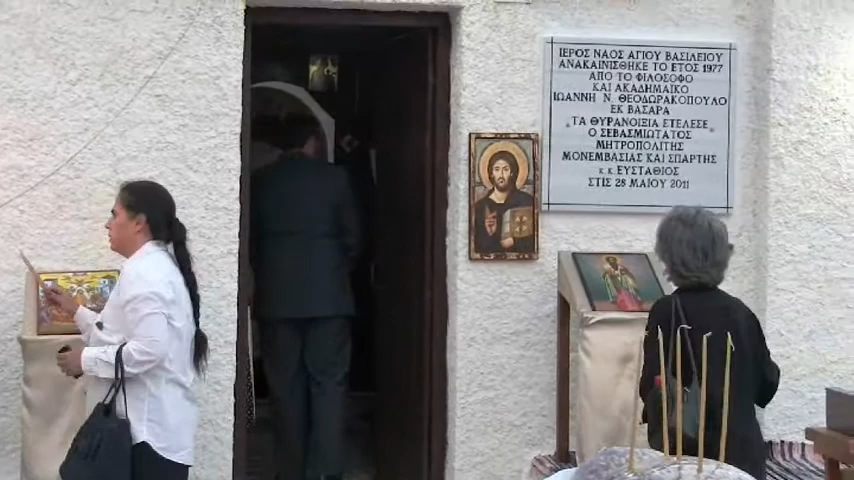 ΙΕΡΟΣ ΝΑΟΣ ΑΓΙΟΥ ΒΑΣΙΛΕΙΟΥ
ΑΝΑΚΑΙΝΙΣΘΗΚΕ ΤΟ ΕΤΟΣ 1977
ΑΠΟ ΤΟΝ ΦΙΛΟΣΟΦΟ
ΚΑΙ ΑΚΑΔΗΜΑΪΚΟ
ΙΩΑΝΝΗ Ν. ΘΕΟΔΩΡΑΚΟΠΟΥΛΟ
ΕΚ ΒΑΣΑΡΑ
"ΤΑ ΘΥΡΑΝΟΙΞΙΑ ΕΤΕΛΕΣΕ
Ο ΣΕΒΑΣΜΙΩΤΑΤΟΣ"
ΜΗΤΡΟΠΟΛΙΤΗΣ
ΜΟΝΕΜΒΑΣΙΑΣ ΚΑΙ ΣΠΑΡΤΗΣ
κ.κ. ΕΥΣΤΑΘΙΟΣ
ΣΤΙΣ 28 ΜΑΪΟΥ 2011